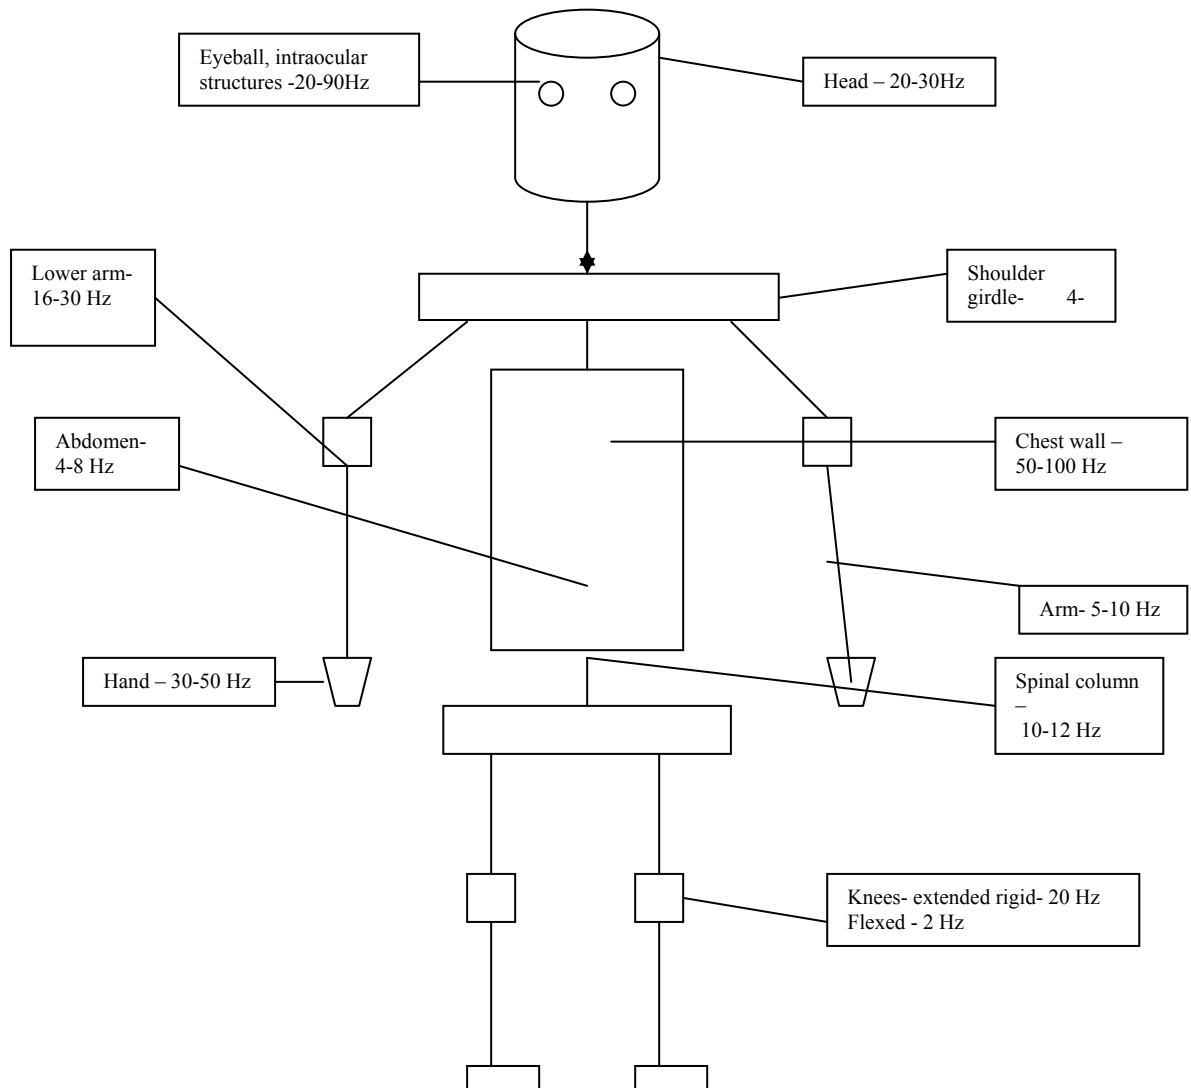 Eyeball, intraocular
structures -20-90Hz
Head – 20-30Hz
Lower arm-
16-30 Hz
Shoulder
girdle- 4-
Abdomen-
4-8 Hz
Chest wall –
50-100 Hz
Arm- 5-10 Hz
Hand – 30-50 Hz
Spinal column
–
10-12 Hz
Knees- extended rigid- 20 Hz
Flexed - 2 Hz